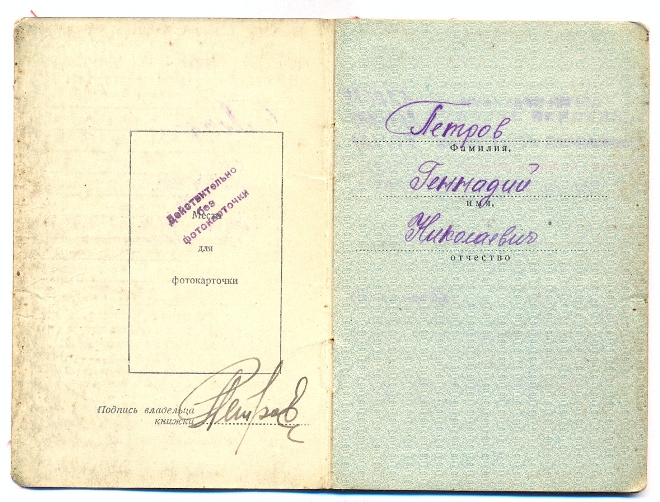 Действительно
без
фотокарточки
Место
для
фотокарточки
Подпись владельца
книжки
Петров
Петров
Фамилия,
Геннадий
имя,
Николаевич
отчество